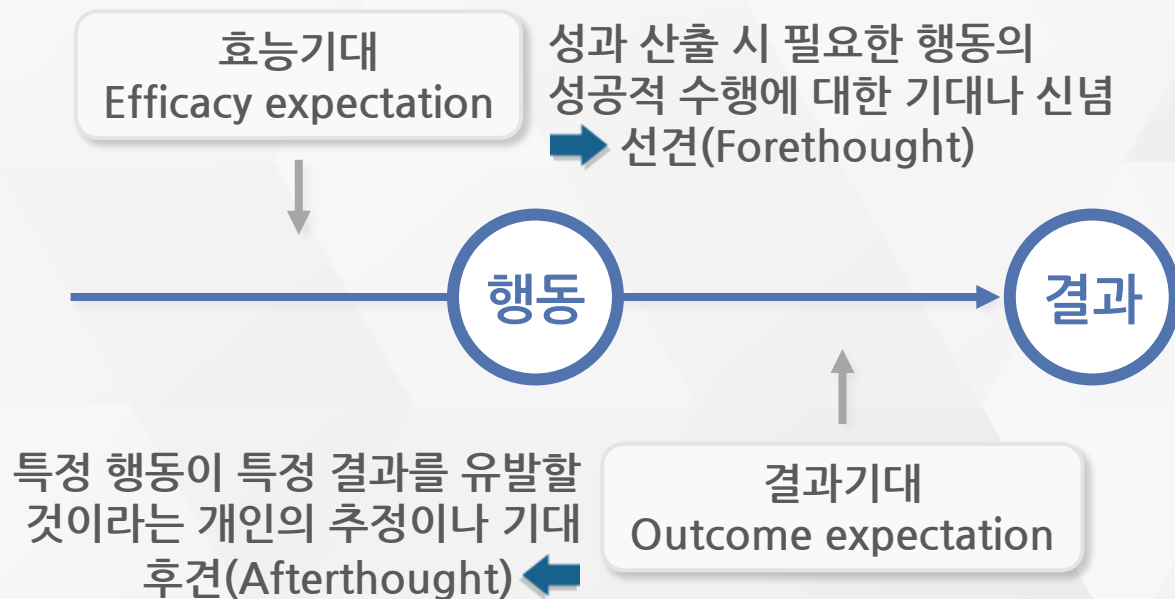 효능기대
Efficacy expectation
성과 산출 시 필요한 행동의
성공적 수행에 대한 기대나 신념
선견(Forethought)
행동
결과
특정 행동이 특정 결과를 유발할
것이라는 개인의 추정이나 기대
후견(Afterthought)
결과기대
Outcome expectation